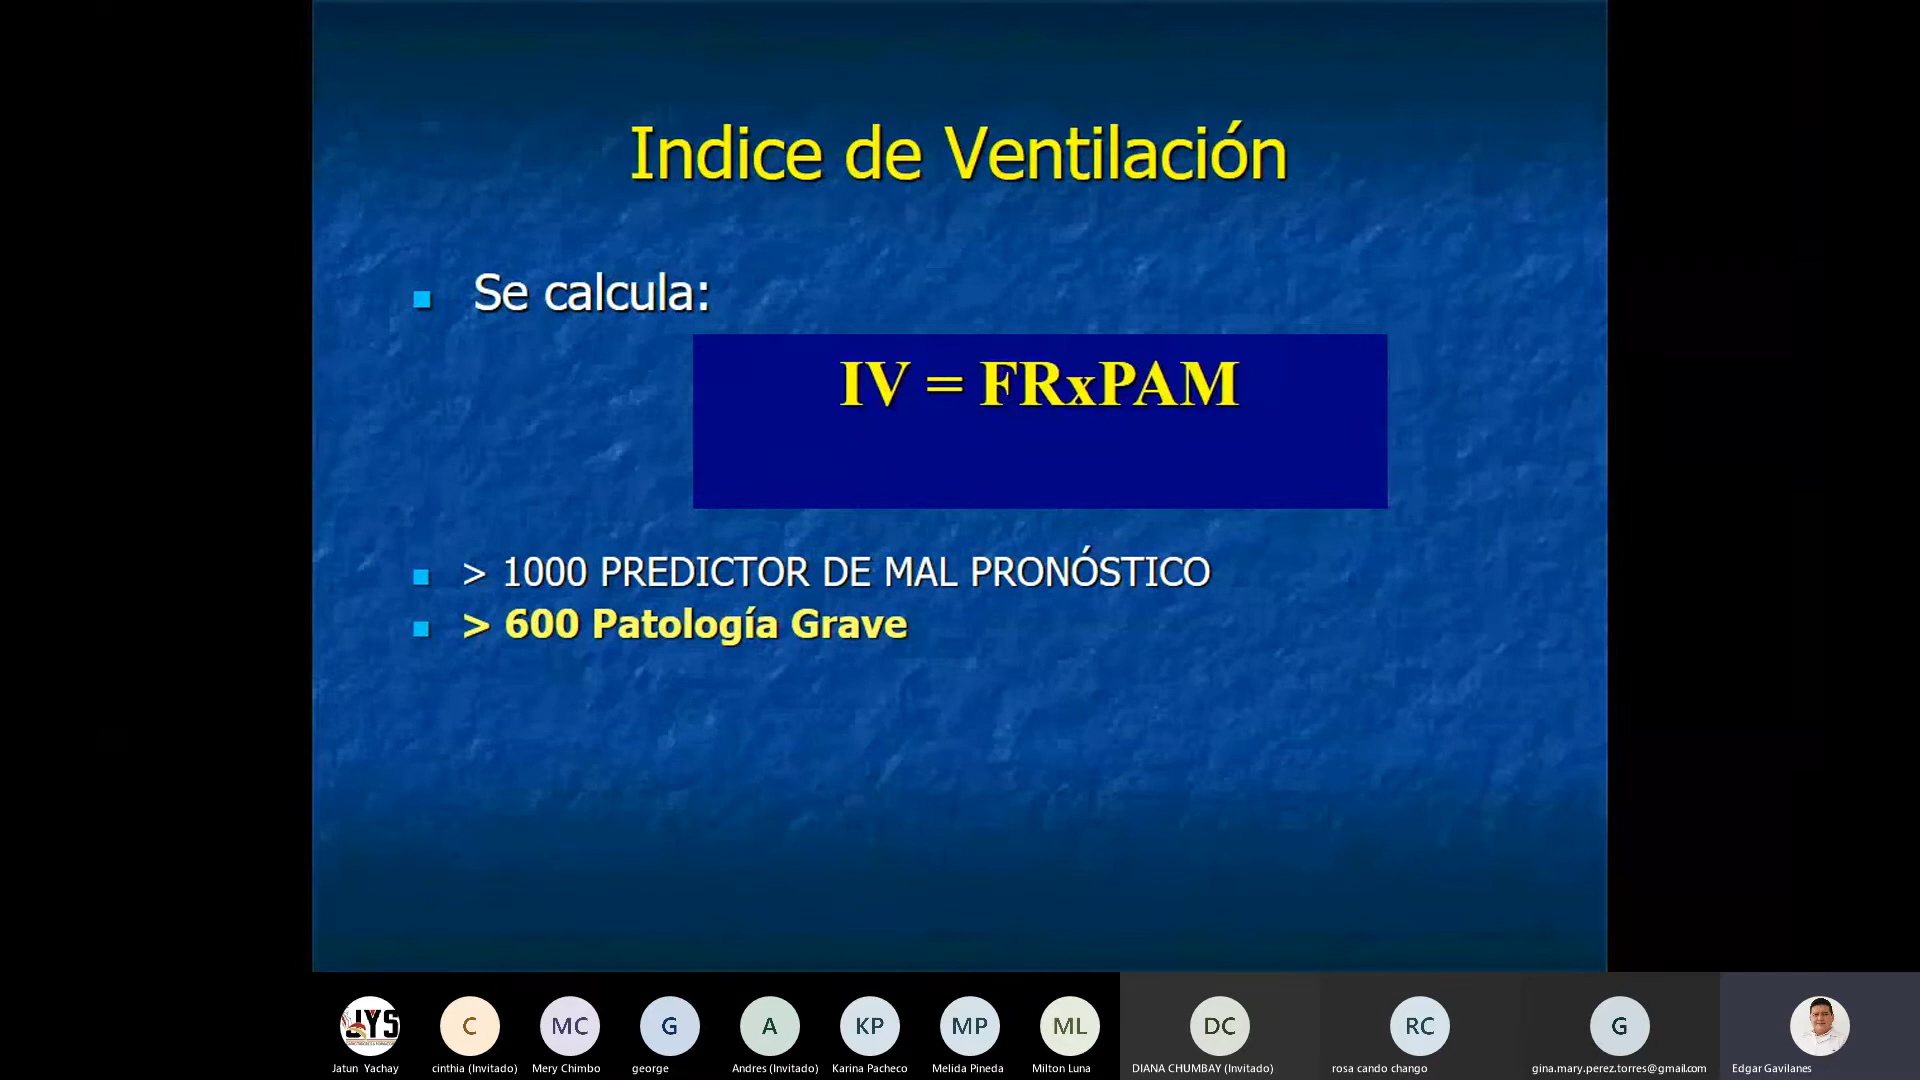 Indice de Ventilación
Se calcula:
IV = FRxPAM
> 1000 PREDICTOR DE MAL PRONÓSTICO
> 600 Patología Grave
JYS
C
MC
G
A
KP
MP
ML
DC
RC
G
Jatun Yachay
cinthia (Invitado)
Mery Chimbo
george
Andres (Invitado)
Karina Pacheco
Melida Pineda
Milton Luna
DIANA CHUMBAY (Invitado)
rosa cando chango
gina.mary.perez.torres@gmail.com
Edgar Gavilanes